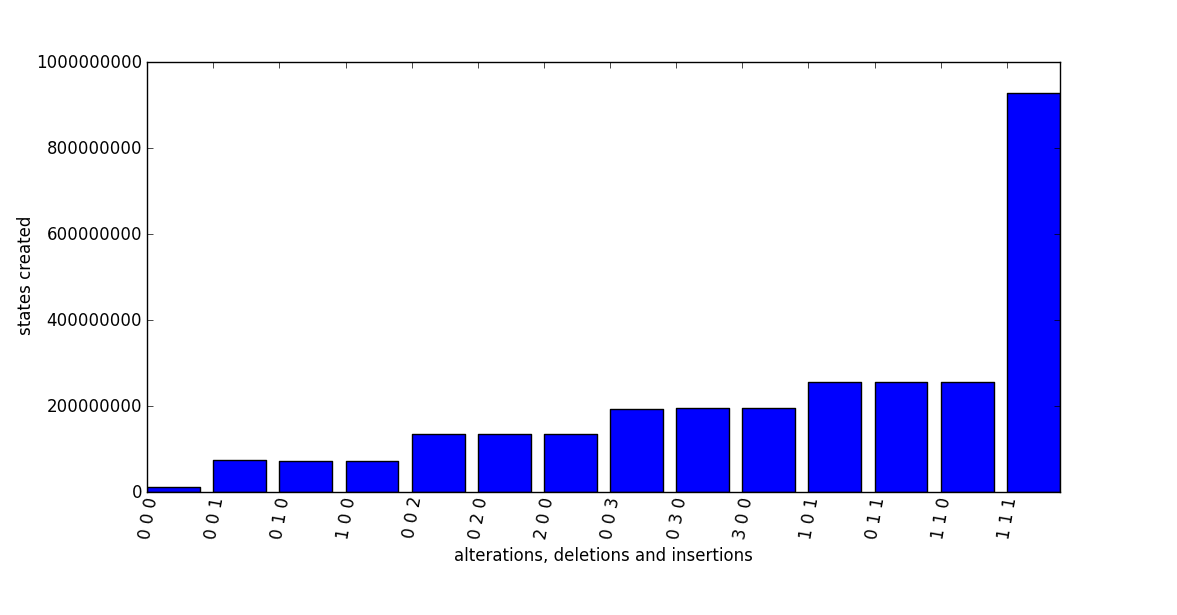 1000000000
800000000
600000000
400000000
200000000
0
states created
0 0 0
0 0 1
0 1 0
1 0 0
0 0 2
0 2 0
2 0 0
0 0 3
0 3 0
3 0 0
1 0 1
0 1 1
1 1 0
1 1 1
alterations, deletions and insertions